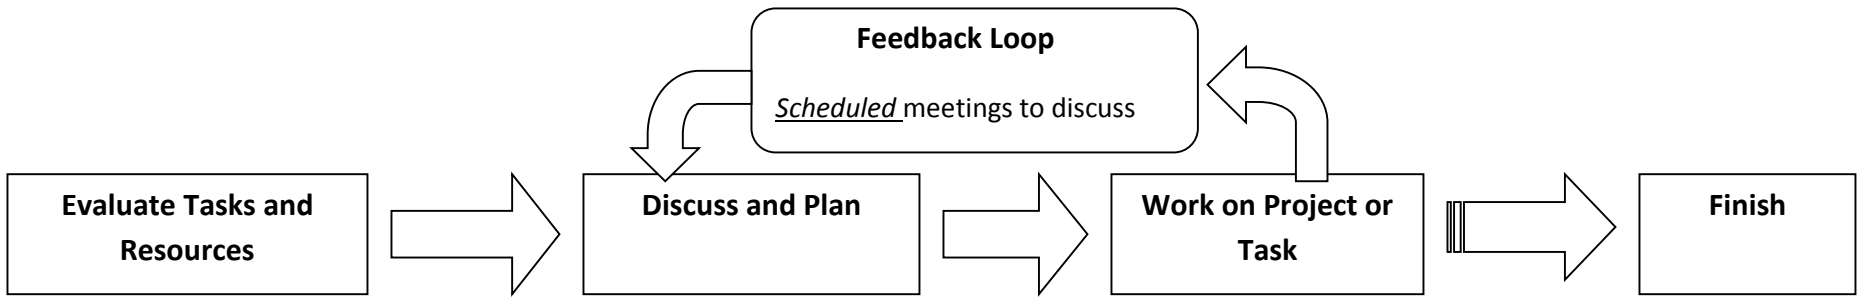 Feedback Loop
Scheduled meetings to discuss
Evaluate Tasks and
Resources
Discuss and Plan
Work on Project or
Task
Finish